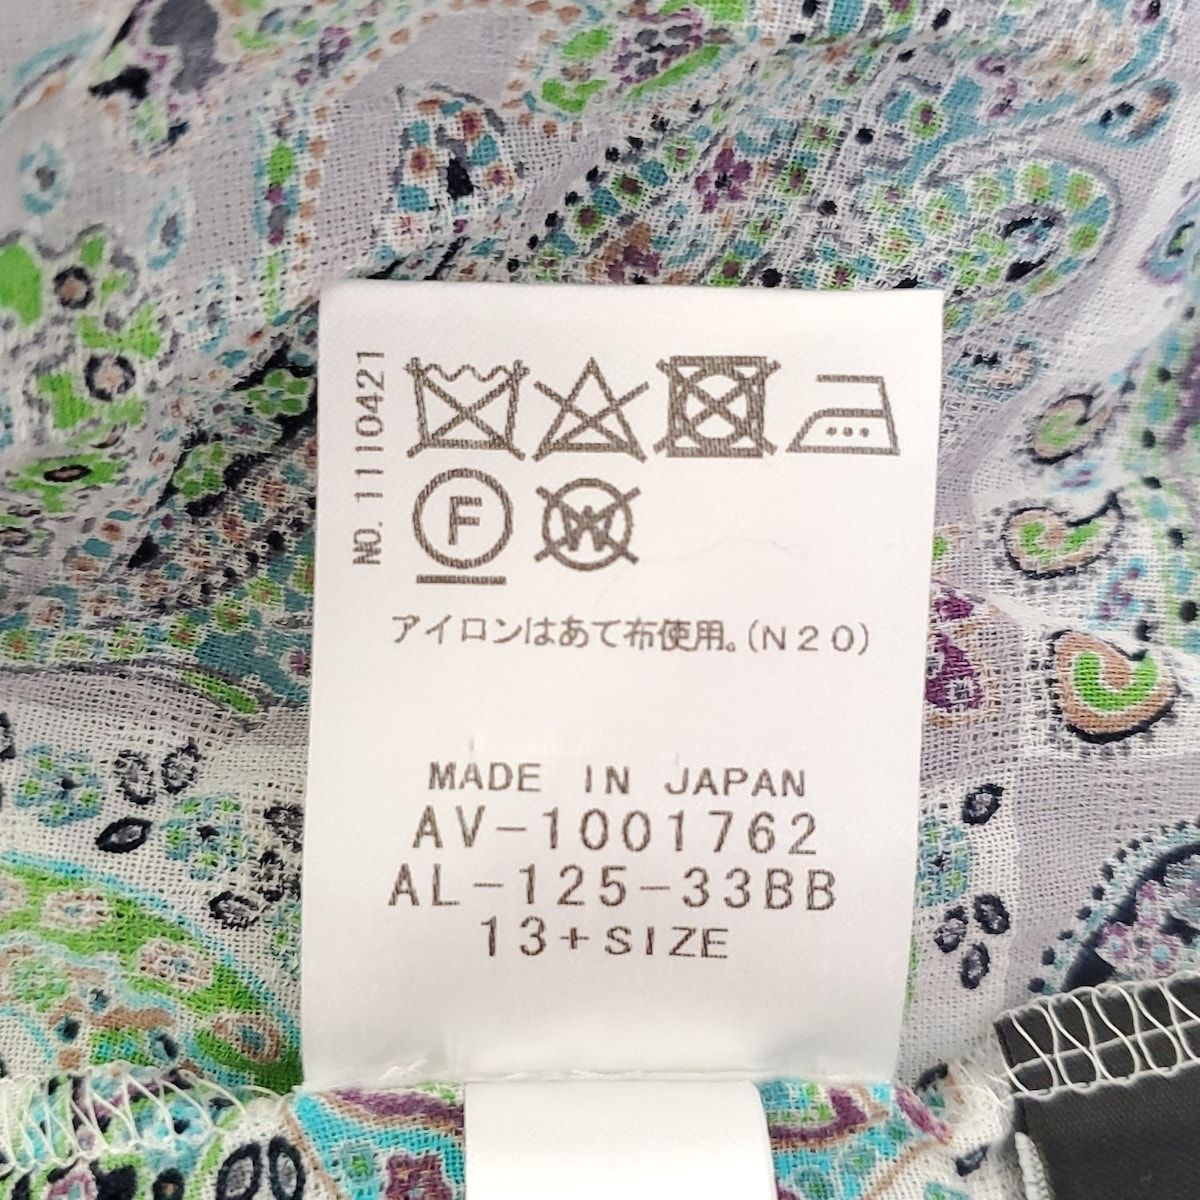 NO. 1110421
F
W
アイロンはあて布使用。(N20)
MADE IN JAPAN
AV-1001762
AL-125-33BB
13+SIZE